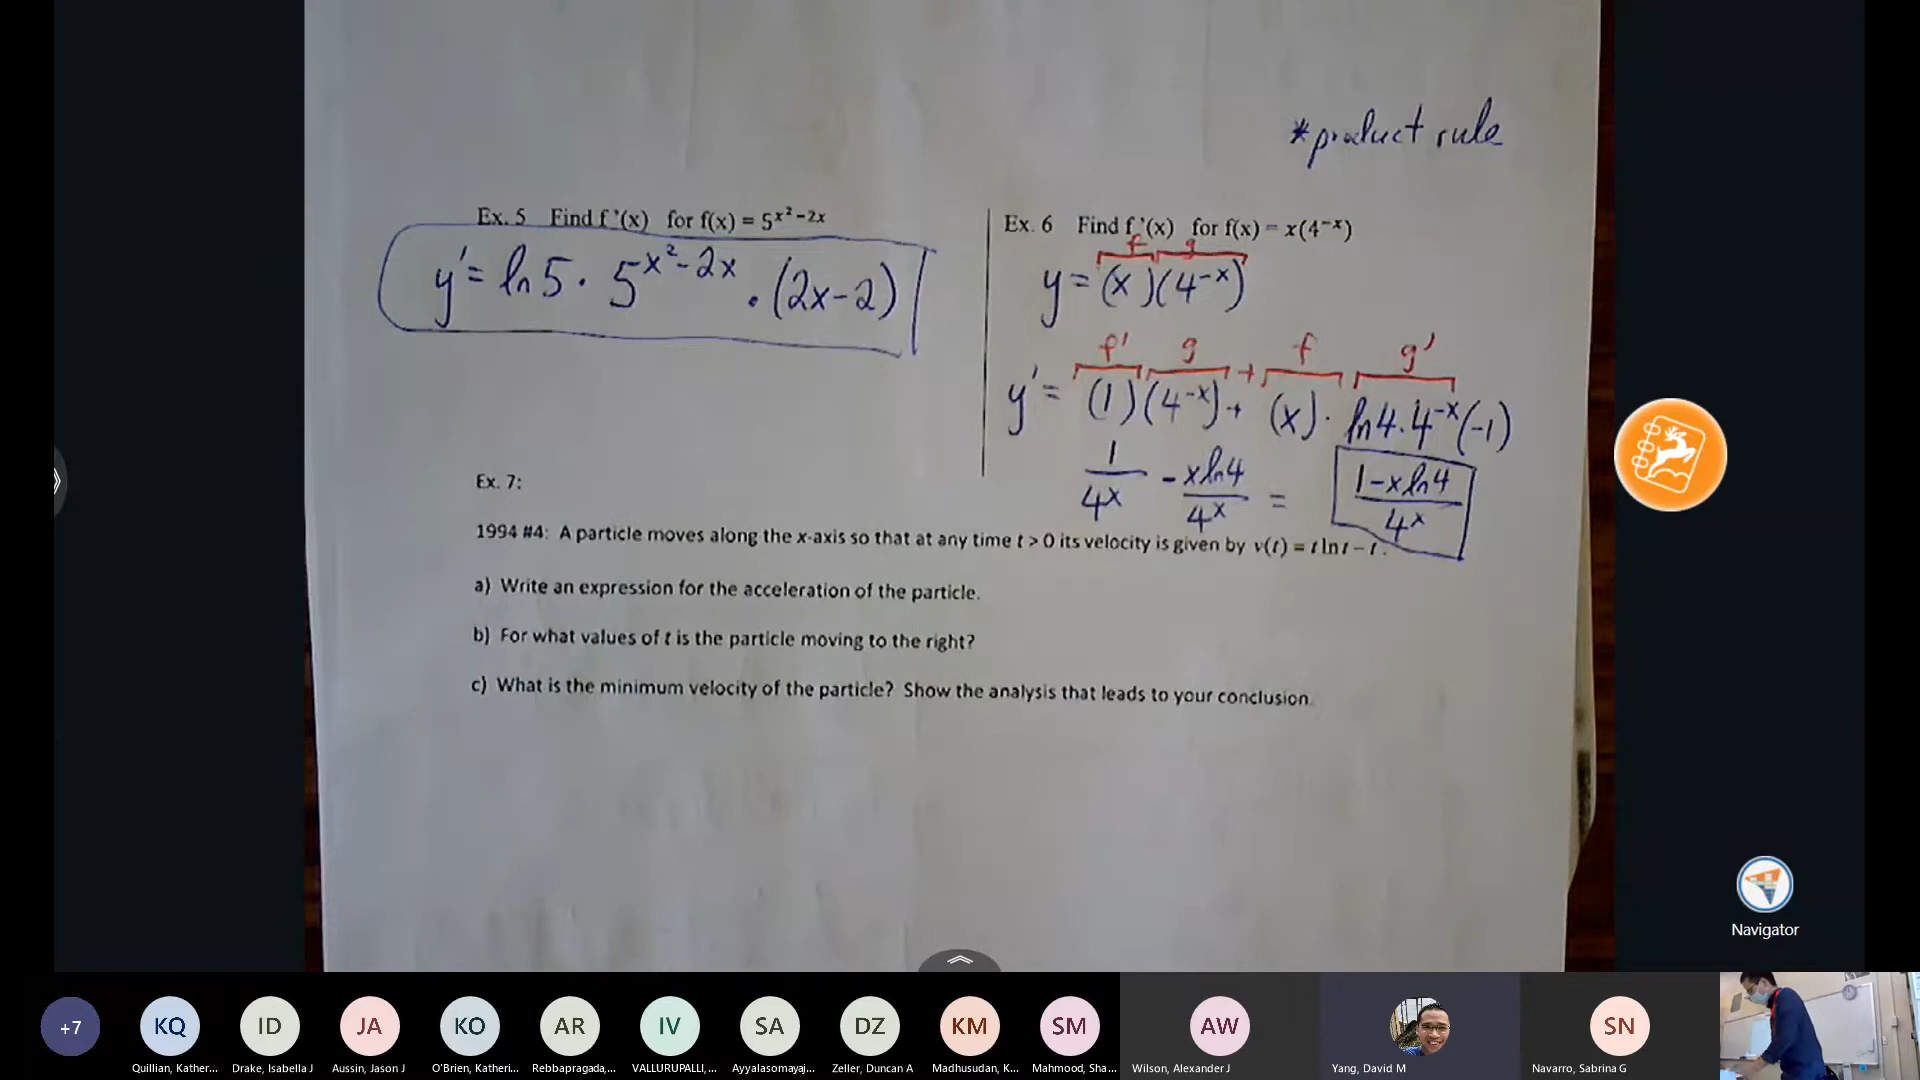 *product rule
Ex. 5 Find f '(x) for f(x) = 5^{x²-2x}
y' = ln 5 · 5^{x²-2x} · (2x-2)
Ex. 6 Find f '(x) for f(x) = x(4^{-x})
f g
y = (x)(4^{-x})
f' g + f g'
y' = (1)(4^{-x}) + (x) · ln4 · 4^{-x}(-1)
1/4^x - xln4/4^x = 1-xln4/4^x
Ex. 7:
1994 #4: A particle moves along the x-axis so that at any time t > 0 its velocity is given by v(t) = t ln t – t.
a) Write an expression for the acceleration of the particle.
b) For what values of t is the particle moving to the right?
c) What is the minimum velocity of the particle? Show the analysis that leads to your conclusion.
Navigator
+7 KQ ID JA KO AR IV SA DZ KM SM AW SN
Quillian, Kather... Drake, Isabella J Aussin, Jason J O'Brien, Katheri... Rebbapragada,... VALLURUPALLI,... Ayyalasomayaj... Zeller, Duncan A Madhusudan, K... Mahmood, Sha... Wilson, Alexander J Yang, David M Navarro, Sabrina G